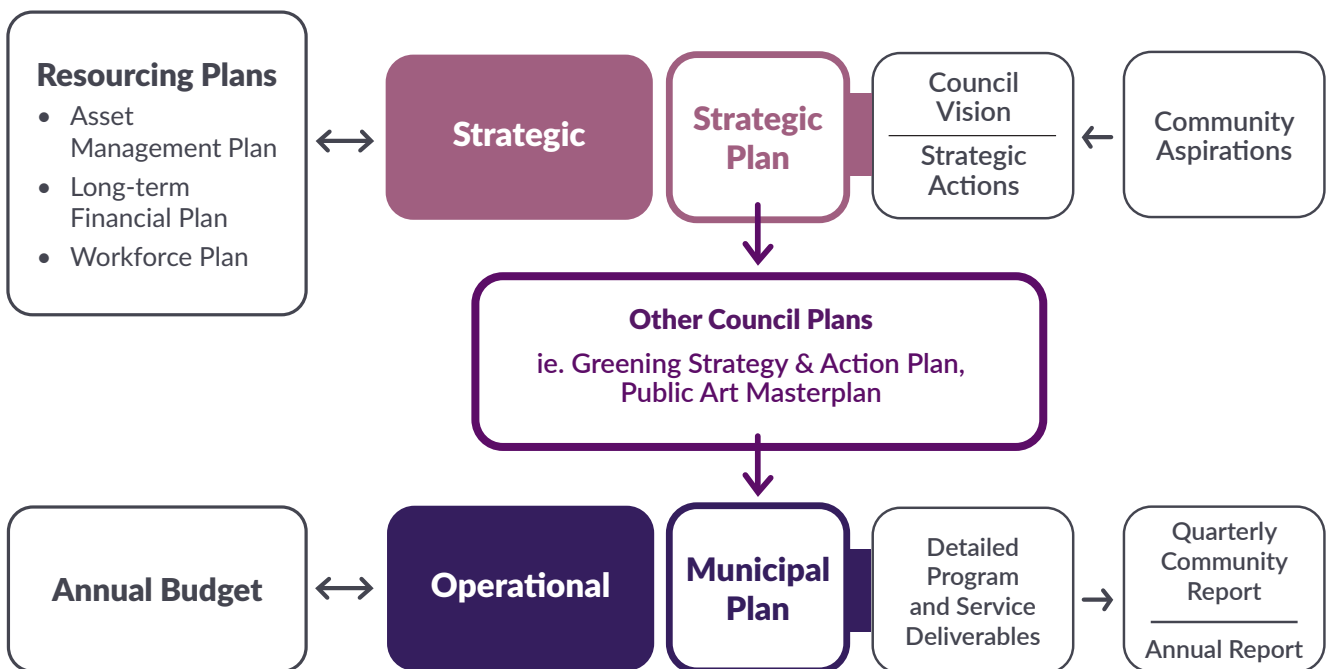 Resourcing Plans
• Asset
Management Plan
• Long-term
Financial Plan
• Workforce Plan
Strategic
Strategic
Plan
Council
Vision
Strategic
Actions
Community
Aspirations
Other Council Plans
ie. Greening Strategy & Action Plan,
Public Art Masterplan
Annual Budget
Operational
Municipal
Plan
Detailed
Program
and Service
Deliverables
Quarterly
Community
Report
Annual Report